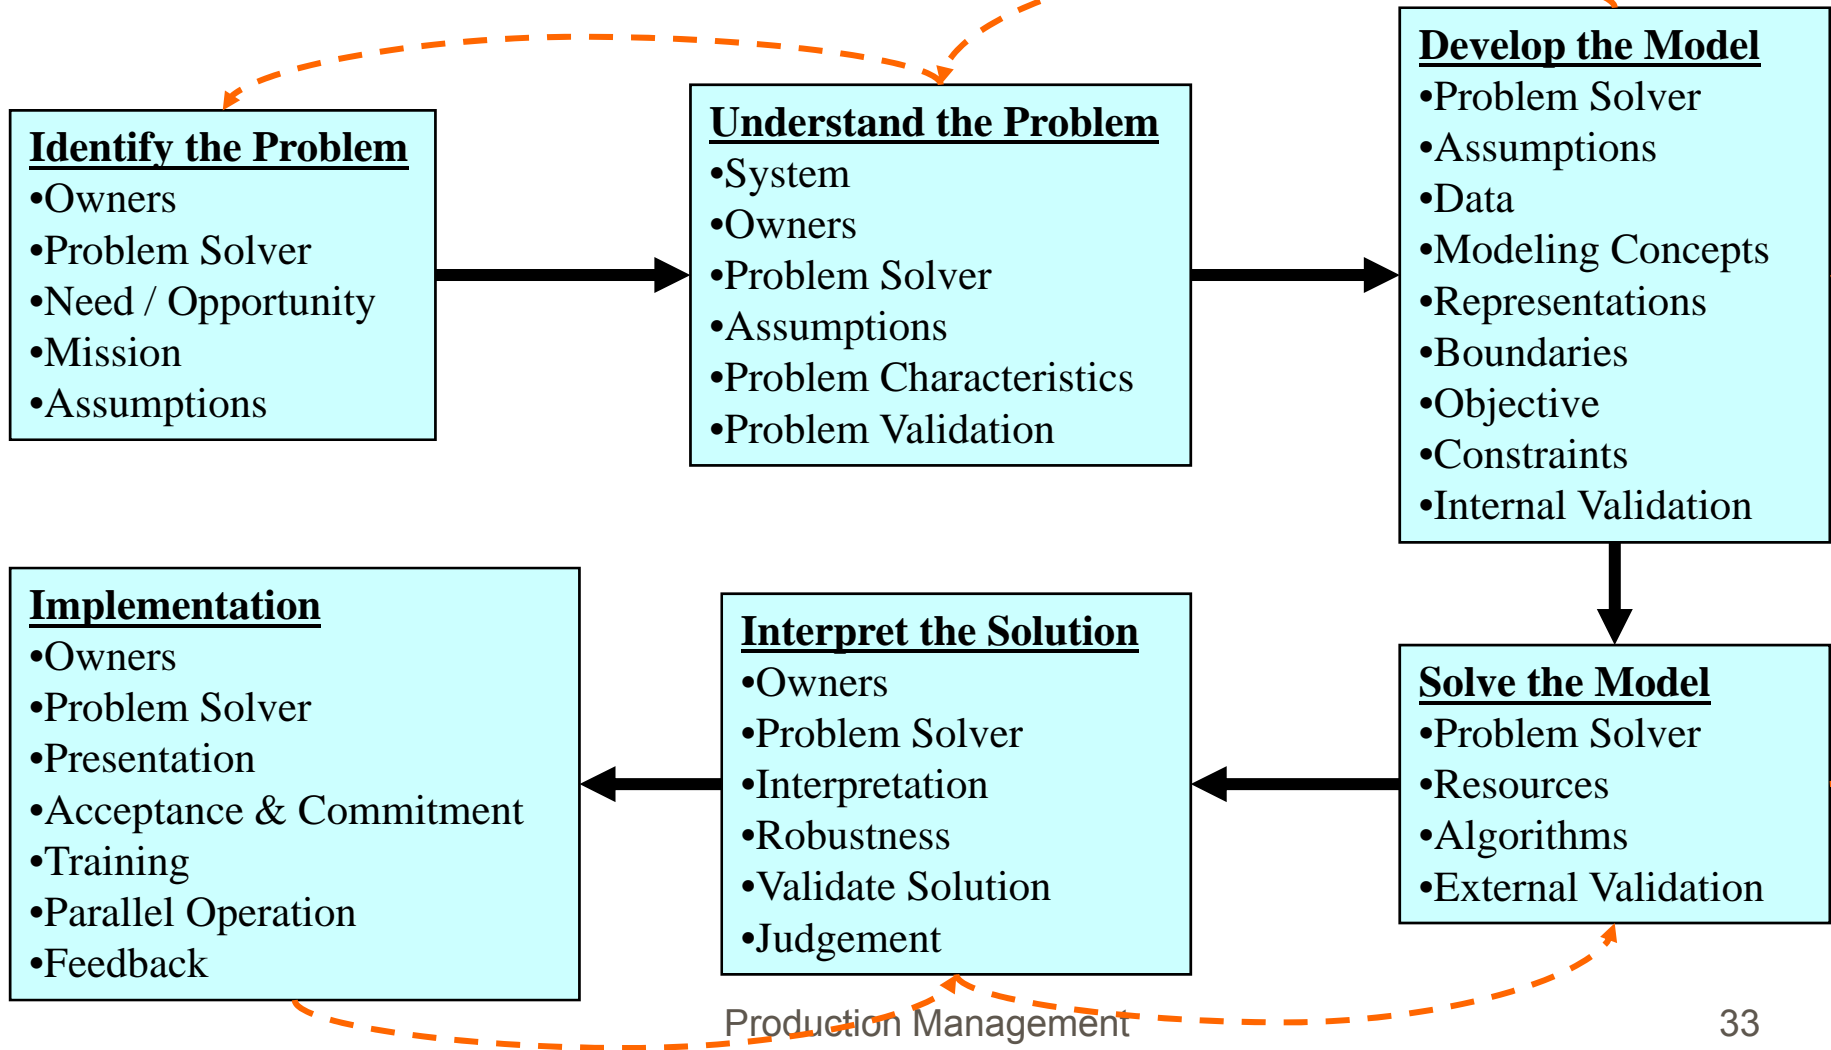 Identify the Problem
•Owners
•Problem Solver
•Need / Opportunity
•Mission
•Assumptions
Understand the Problem
•System
•Owners
•Problem Solver
•Assumptions
•Problem Characteristics
•Problem Validation
Develop the Model
•Problem Solver
•Assumptions
•Data
•Modeling Concepts
•Representations
•Boundaries
•Objective
•Constraints
•Internal Validation
Solve the Model
•Problem Solver
•Resources
•Algorithms
•External Validation
Interpret the Solution
•Owners
•Problem Solver
•Interpretation
•Robustness
•Validate Solution
•Judgement
Implementation
•Owners
•Problem Solver
•Presentation
•Acceptance & Commitment
•Training
•Parallel Operation
•Feedback
Production Management
33